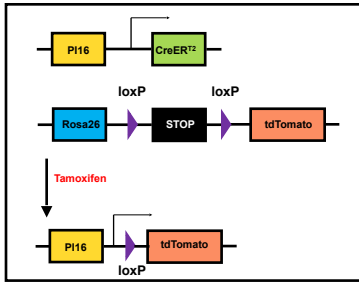 PI16 CreERT2
loxP loxP
Rosa26 STOP tdTomato
Tamoxifen
PI16 tdTomato
loxP